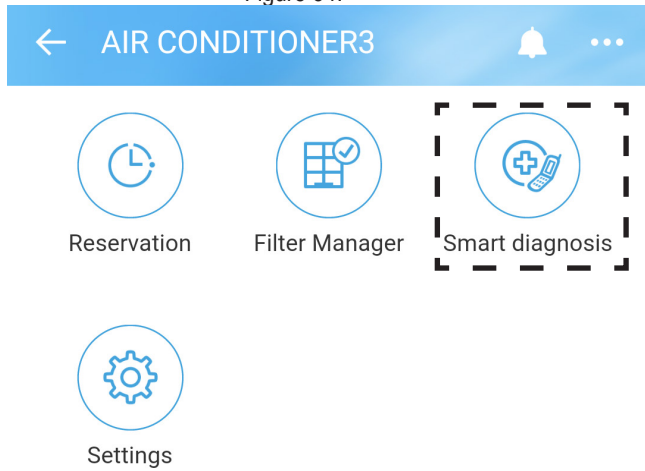 AIR CONDITIONER3
Reservation
Filter Manager
Smart diagnosis
Settings